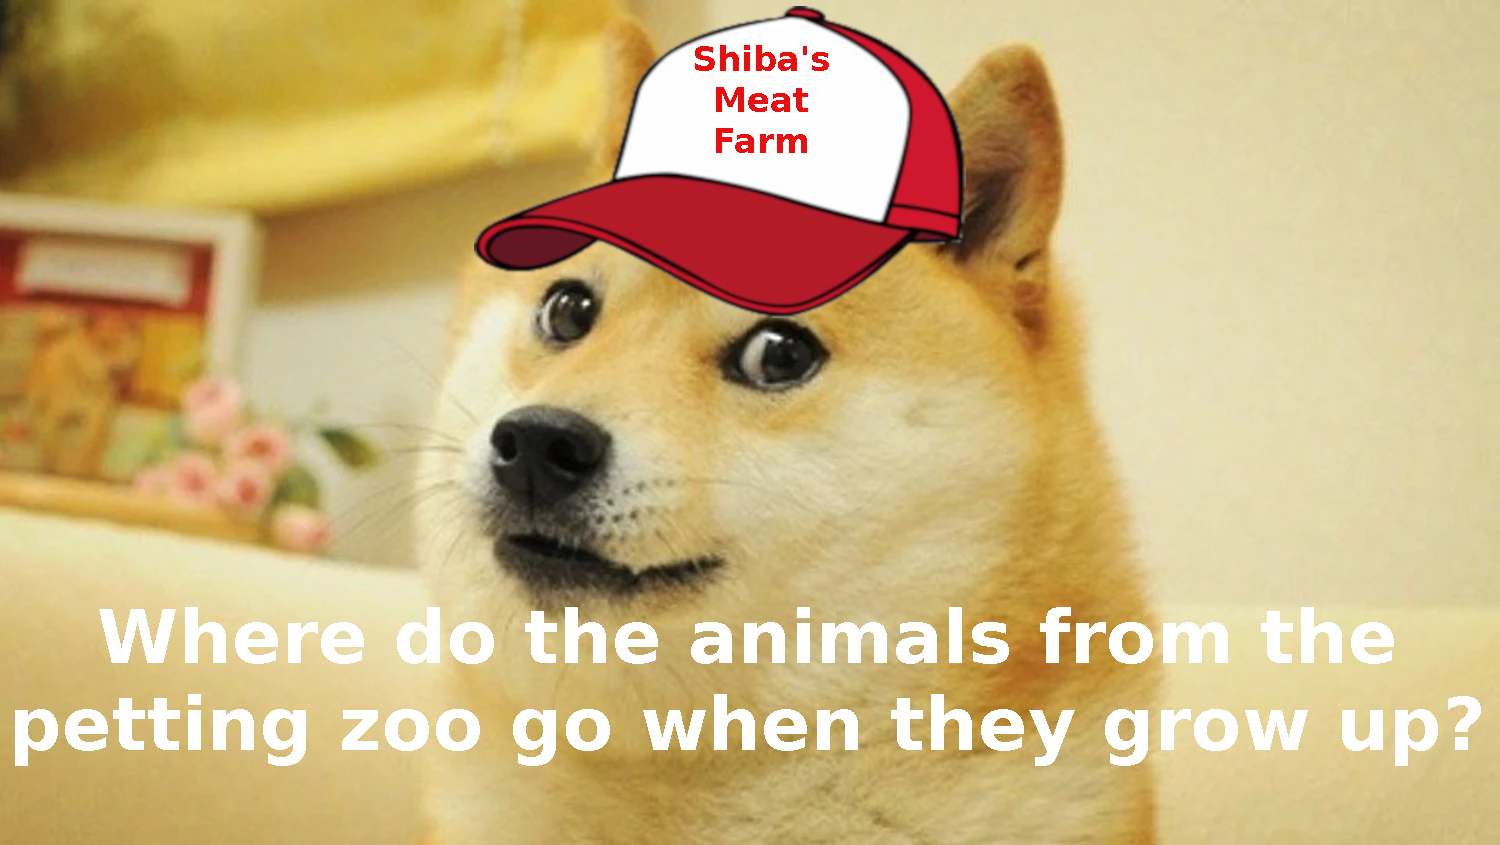 Shiba's
Meat
Farm
Where do the animals from the
petting zoo go when they grow up?